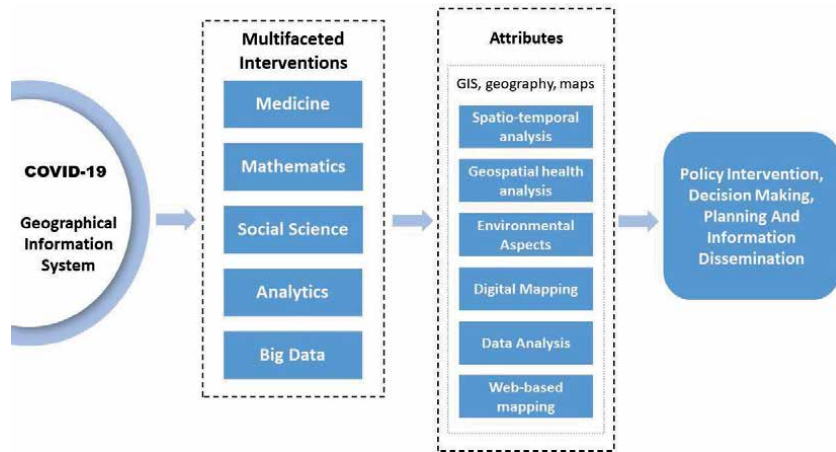 COVID-19
Geographical
Information
System
Multifaceted
Interventions
Medicine
Mathematics
Social Science
Analytics
Big Data
Attributes
GIS, geography, maps
Spatio-temporal
analysis
Geospatial health
analysis
Environmental
Aspects
Digital Mapping
Data Analysis
Web-based
mapping
Policy Intervention,
Decision Making,
Planning And
Information
Dissemination